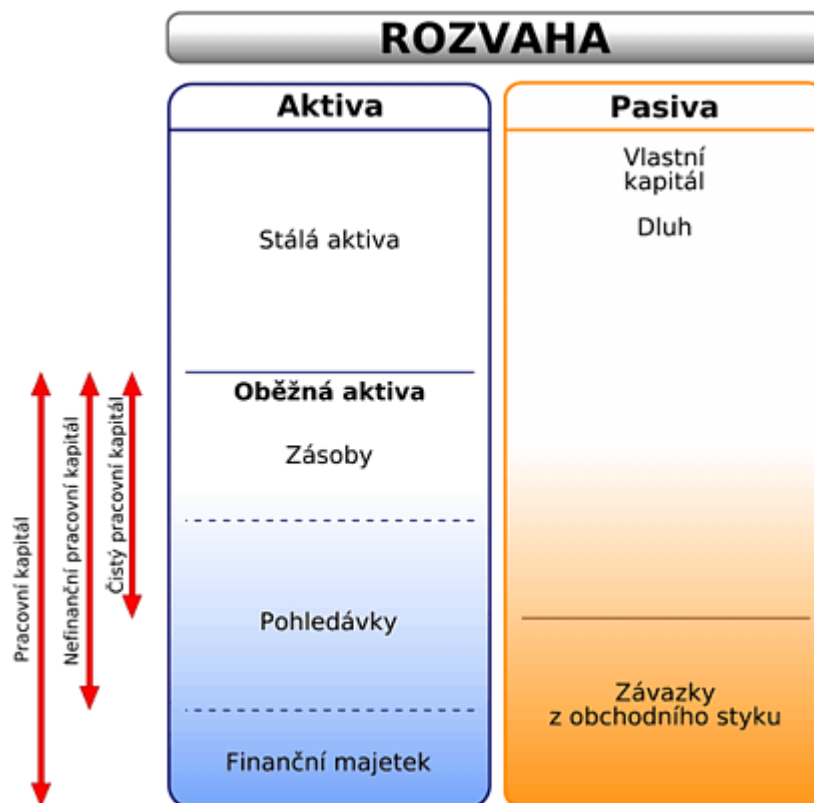 ROZVAHA
Aktiva
Pasiva
Vlastní
kapitál
Dluh
Stálá aktiva
Oběžná aktiva
Zásoby
Pohledávky
Finanční majetek
Závazky
z obchodního styku
Pracovní kapitál
Nefinanční pracovní kapitál
Čistý pracovní kapitál